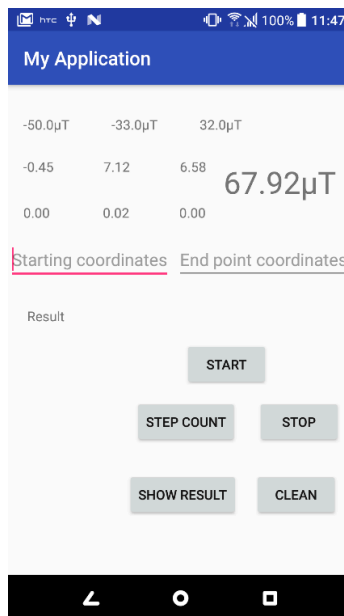 htc 100% 11:47
My Application
-50.0µT -33.0µT 32.0µT
-0.45 7.12 6.58
67.92µT
0.00 0.02 0.00
Starting coordinates End point coordinates
Result
START
STEP COUNT STOP
SHOW RESULT CLEAN